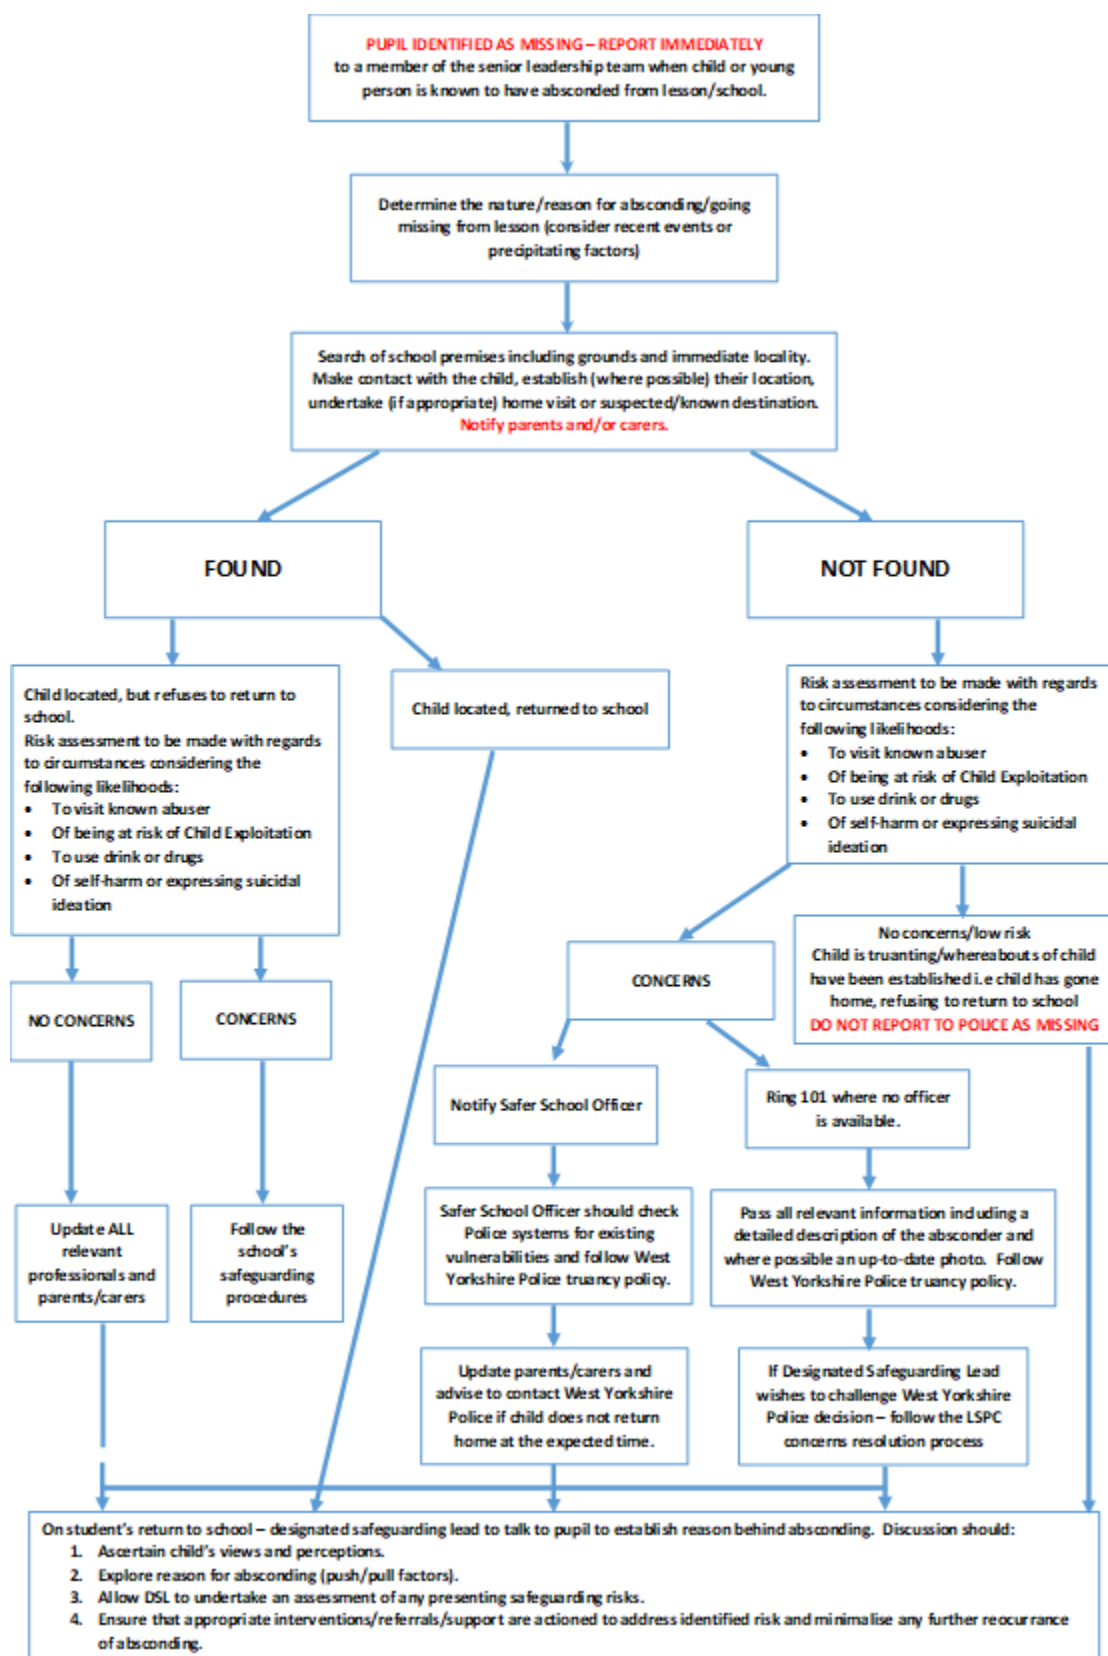 PUPIL IDENTIFIED AS MISSING – REPORT IMMEDIATELY
to a member of the senior leadership team when child or young
person is known to have absconded from lesson/school.
Determine the nature/reason for absconding/going
missing from lesson (consider recent events or
precipitating factors)
Search of school premises including grounds and immediate locality.
Make contact with the child, establish (where possible) their location,
undertake (if appropriate) home visit or suspected/known destination.
Notify parents and/or carers.
FOUND
NOT FOUND
Child located, but refuses to return to
school.
Risk assessment to be made with regards
to circumstances considering the
following likelihoods:
• To visit known abuser
• Of being at risk of Child Exploitation
• To use drink or drugs
• Of self-harm or expressing suicidal
ideation
Child located, returned to school
Risk assessment to be made with regards
to circumstances considering the
following likelihoods:
• To visit known abuser
• Of being at risk of Child Exploitation
• To use drink or drugs
• Of self-harm or expressing suicidal
ideation
NO CONCERNS
CONCERNS
CONCERNS
No concerns/low risk
Child is truanting/whereabouts of child
have been established i.e child has gone
home, refusing to return to school
DO NOT REPORT TO POLICE AS MISSING
Notify Safer School Officer
Ring 101 where no officer
is available.
Update ALL
relevant
professionals and
parents/carers
Follow the
school's
safeguarding
procedures
Safer School Officer should check
Police systems for existing
vulnerabilities and follow West
Yorkshire Police truancy policy.
Pass all relevant information including a
detailed description of the absconder and
where possible an up-to-date photo. Follow
West Yorkshire Police truancy policy.
Update parents/carers and
advise to contact West Yorkshire
Police if child does not return
home at the expected time.
If Designated Safeguarding Lead
wishes to challenge West Yorkshire
Police decision – follow the LSPC
concerns resolution process
On student's return to school – designated safeguarding lead to talk to pupil to establish reason behind absconding. Discussion should:
1. Ascertain child's views and perceptions.
2. Explore reason for absconding (push/pull factors).
3. Allow DSL to undertake an assessment of any presenting safeguarding risks.
4. Ensure that appropriate interventions/referrals/support are actioned to address identified risk and minimalise any further reocurrance
of absconding.